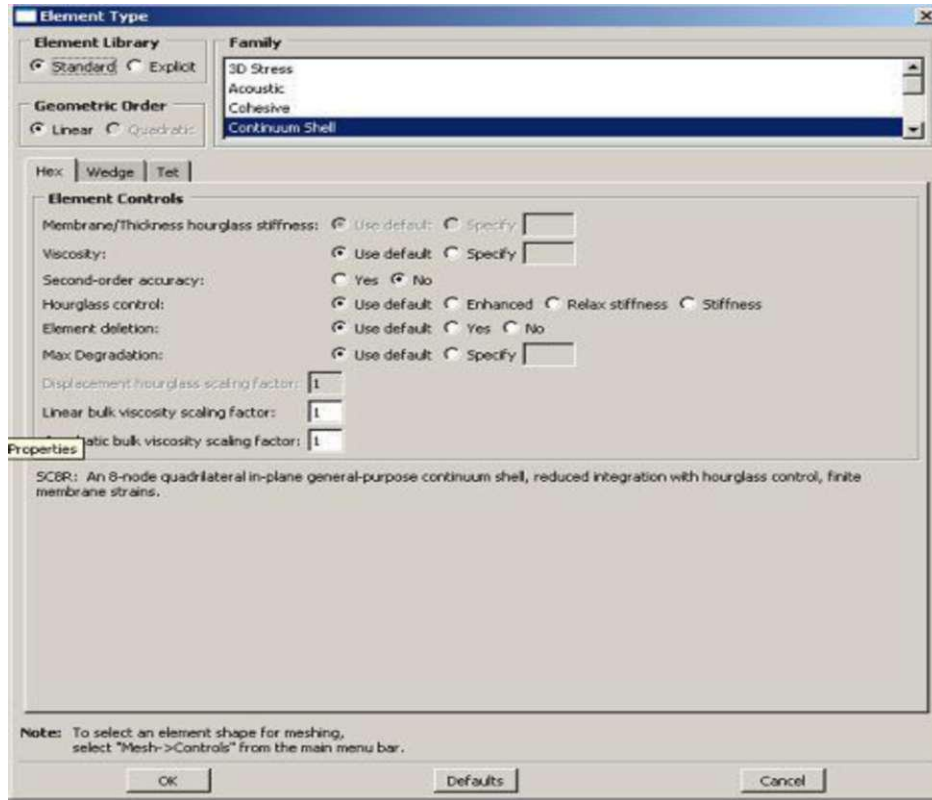 Element Type
Element Library
Standard Explicit
Geometric Order
Linear Quadratic
Family
3D Stress
Acoustic
Cohesive
Continuum Shell
Hex Wedge Tet
Element Controls
Membrane/Thickness hourglass stiffness: Use default Specify
Viscosity: Use default Specify
Second-order accuracy: Yes No
Hourglass control: Use default Enhanced Relax stiffness Stiffness
Element deletion: Use default Yes No
Max Degradation: Use default Specify
Displacement hourglass scaling factor: 1
Linear bulk viscosity scaling factor: 1
bulk viscosity scaling factor: 1
Properties
SC8R: An 8-node quadrilateral in-plane general-purpose continuum shell, reduced integration with hourglass control, finite
membrane strains.
Note: To select an element shape for meshing,
select "Mesh->Controls" from the main menu bar.
OK Defaults Cancel